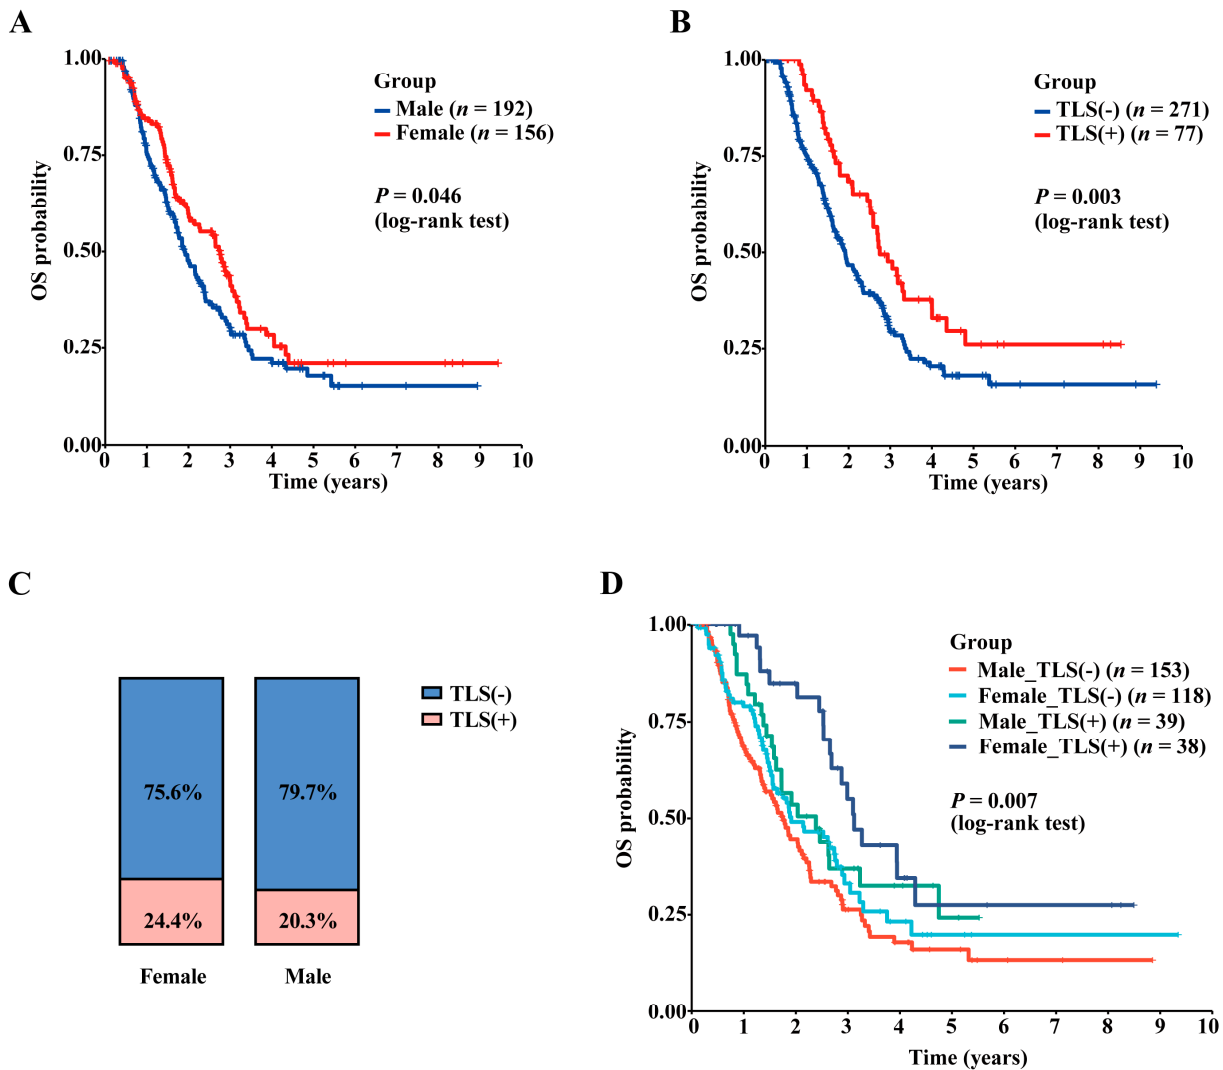 A
1.00
0.75
0.50
0.25
0.00
OS probability
0 1 2 3 4 5 6 7 8 9 10
Time (years)
Group
Male (n = 192)
Female (n = 156)
P = 0.046
(log-rank test)
B
1.00
0.75
0.50
0.25
0.00
OS probability
0 1 2 3 4 5 6 7 8 9 10
Time (years)
Group
TLS(-) (n = 271)
TLS(+) (n = 77)
P = 0.003
(log-rank test)
C
75.6%
79.7%
24.4%
20.3%
Female
Male
TLS(-)
TLS(+)
D
1.00
0.75
0.50
0.25
0.00
OS probability
0 1 2 3 4 5 6 7 8 9 10
Time (years)
Group
Male_TLS(-) (n = 153)
Female_TLS(-) (n = 118)
Male_TLS(+) (n = 39)
Female_TLS(+) (n = 38)
P = 0.007
(log-rank test)